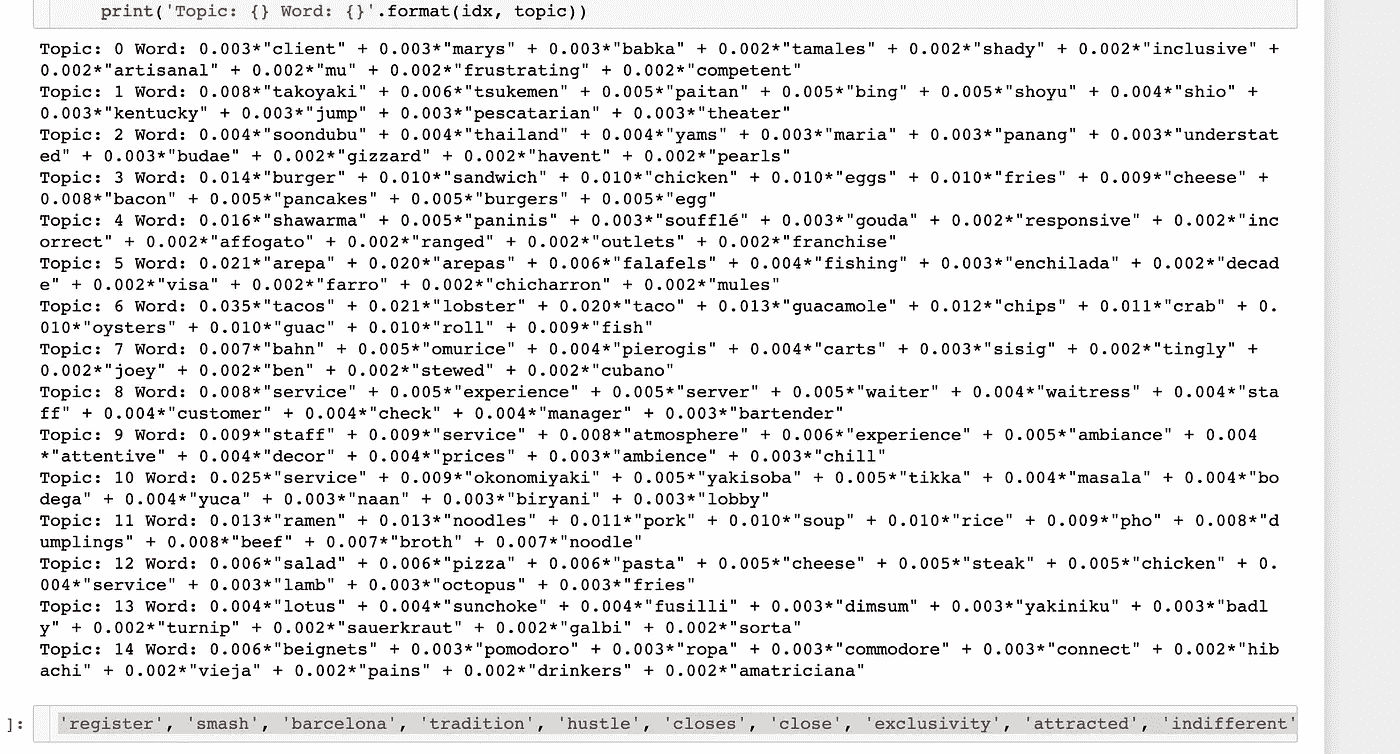 print('Topic: {} Word: {}'.format(idx, topic))
Topic: 0 Word: 0.003*"client" + 0.003*"marys" + 0.003*"babka" + 0.002*"tamales" + 0.002*"shady" + 0.002*"inclusive" +
0.002*"artisanal" + 0.002*"mu" + 0.002*"frustrating" + 0.002*"competent"
Topic: 1 Word: 0.008*"takoyaki" + 0.006*"tsukemen" + 0.005*"paitan" + 0.005*"bing" + 0.005*"shoyu" + 0.004*"shio" +
0.003*"kentucky" + 0.003*"jump" + 0.003*"pescatarian" + 0.003*"theater"
Topic: 2 Word: 0.004*"soondubu" + 0.004*"thailand" + 0.004*"yams" + 0.003*"maria" + 0.003*"panang" + 0.003*"understat
ed" + 0.003*"budae" + 0.002*"gizzard" + 0.002*"havent" + 0.002*"pearls"
Topic: 3 Word: 0.014*"burger" + 0.010*"sandwich" + 0.010*"chicken" + 0.010*"eggs" + 0.010*"fries" + 0.009*"cheese" +
0.008*"bacon" + 0.005*"pancakes" + 0.005*"burgers" + 0.005*"egg"
Topic: 4 Word: 0.016*"shawarma" + 0.005*"paninis" + 0.003*"soufflé" + 0.003*"gouda" + 0.002*"responsive" + 0.002*"inc
orrect" + 0.002*"affogato" + 0.002*"ranged" + 0.002*"outlets" + 0.002*"franchise"
Topic: 5 Word: 0.021*"arepa" + 0.020*"arepas" + 0.006*"falafels" + 0.004*"fishing" + 0.003*"enchilada" + 0.002*"decad
e" + 0.002*"visa" + 0.002*"farro" + 0.002*"chicharron" + 0.002*"mules"
Topic: 6 Word: 0.035*"tacos" + 0.021*"lobster" + 0.020*"taco" + 0.013*"guacamole" + 0.012*"chips" + 0.011*"crab" + 0.
010*"oysters" + 0.010*"guac" + 0.010*"roll" + 0.009*"fish"
Topic: 7 Word: 0.007*"bahn" + 0.005*"omurice" + 0.004*"pierogis" + 0.004*"carts" + 0.003*"sisig" + 0.002*"tingly" +
0.002*"joey" + 0.002*"ben" + 0.002*"stewed" + 0.002*"cubano"
Topic: 8 Word: 0.008*"service" + 0.005*"experience" + 0.005*"server" + 0.005*"waiter" + 0.004*"waitress" + 0.004*"sta
ff" + 0.004*"customer" + 0.004*"check" + 0.004*"manager" + 0.003*"bartender"
Topic: 9 Word: 0.009*"staff" + 0.009*"service" + 0.008*"atmosphere" + 0.006*"experience" + 0.005*"ambiance" + 0.004
*"attentive" + 0.004*"decor" + 0.004*"prices" + 0.003*"ambience" + 0.003*"chill"
Topic: 10 Word: 0.025*"service" + 0.009*"okonomiyaki" + 0.005*"yakisoba" + 0.005*"tikka" + 0.004*"masala" + 0.004*"bo
dega" + 0.004*"yuca" + 0.003*"naan" + 0.003*"biryani" + 0.003*"lobby"
Topic: 11 Word: 0.013*"ramen" + 0.013*"noodles" + 0.011*"pork" + 0.010*"soup" + 0.010*"rice" + 0.009*"pho" + 0.008*"d
umplings" + 0.008*"beef" + 0.007*"broth" + 0.007*"noodle"
Topic: 12 Word: 0.006*"salad" + 0.006*"pizza" + 0.006*"pasta" + 0.005*"cheese" + 0.005*"steak" + 0.005*"chicken" + 0.
004*"service" + 0.003*"lamb" + 0.003*"octopus" + 0.003*"fries"
Topic: 13 Word: 0.004*"lotus" + 0.004*"sunchoke" + 0.004*"fusilli" + 0.003*"dimsum" + 0.003*"yakiniku" + 0.003*"badl
y" + 0.002*"turnip" + 0.002*"sauerkraut" + 0.002*"galbi" + 0.002*"sorta"
Topic: 14 Word: 0.006*"beignets" + 0.003*"pomodoro" + 0.003*"ropa" + 0.003*"commodore" + 0.003*"connect" + 0.002*"hib
achi" + 0.002*"vieja" + 0.002*"pains" + 0.002*"drinkers" + 0.002*"amatriciana"
]: 'register', 'smash', 'barcelona', 'tradition', 'hustle', 'closes', 'close', 'exclusivity', 'attracted', 'indifferent'